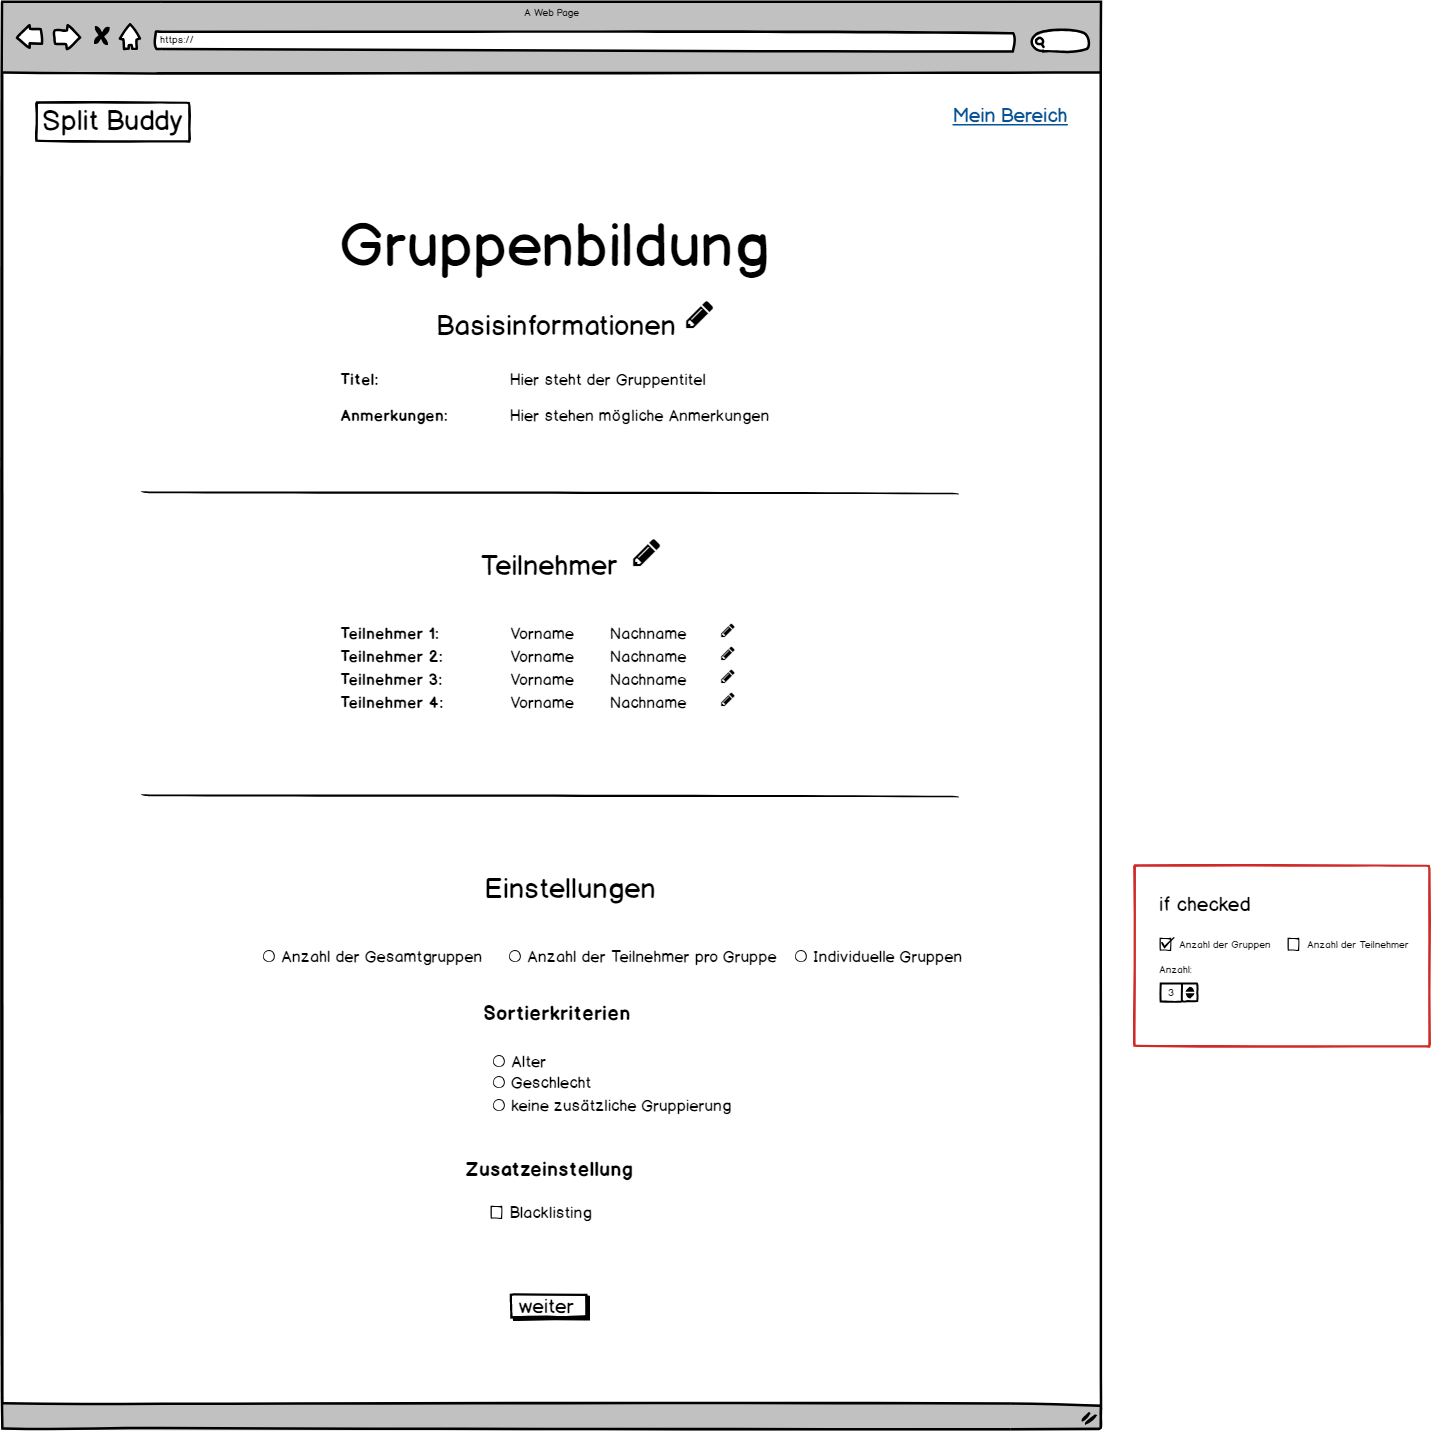 A Web Page
https://
Split Buddy
Mein Bereich
Gruppenbildung
Basisinformationen
Titel: Hier steht der Gruppentitel
Anmerkungen: Hier stehen mögliche Anmerkungen
Teilnehmer
Teilnehmer 1: Vorname Nachname
Teilnehmer 2: Vorname Nachname
Teilnehmer 3: Vorname Nachname
Teilnehmer 4: Vorname Nachname
Einstellungen
Anzahl der Gesamtgruppen Anzahl der Teilnehmer pro Gruppe Individuelle Gruppen
Sortierkriterien
Alter
Geschlecht
keine zusätzliche Gruppierung
Zusatzeinstellung
Blacklisting
weiter
if checked
Anzahl der Gruppen Anzahl der Teilnehmer
Anzahl:
3